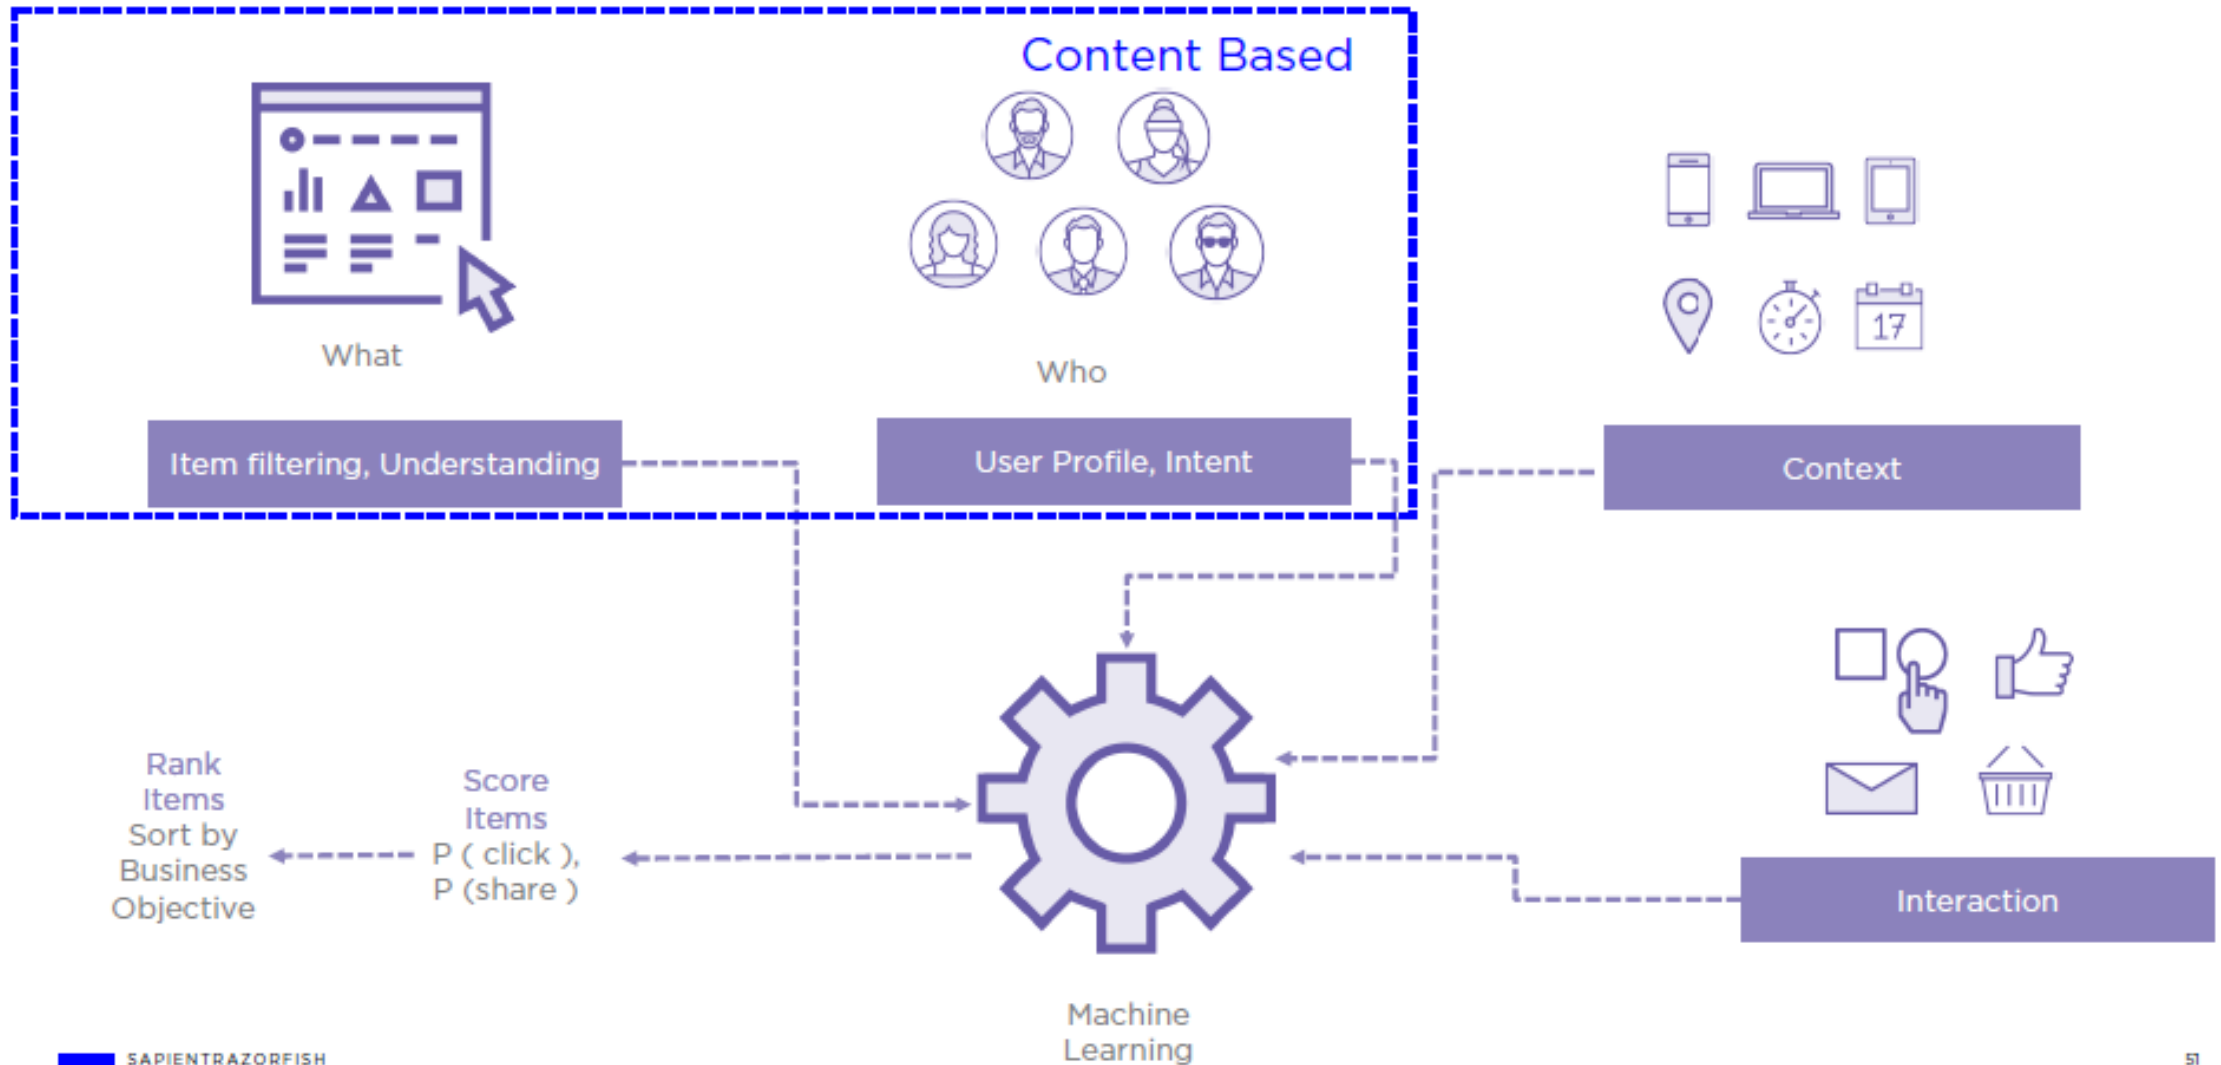 Content Based
What
Who
17
Item filtering, Understanding
User Profile, Intent
Context
Rank
Items
Sort by
Business
Objective
Score
Items
P ( click ),
P (share )
Interaction
Machine
Learning
SAPIENTRAZORFISH
51